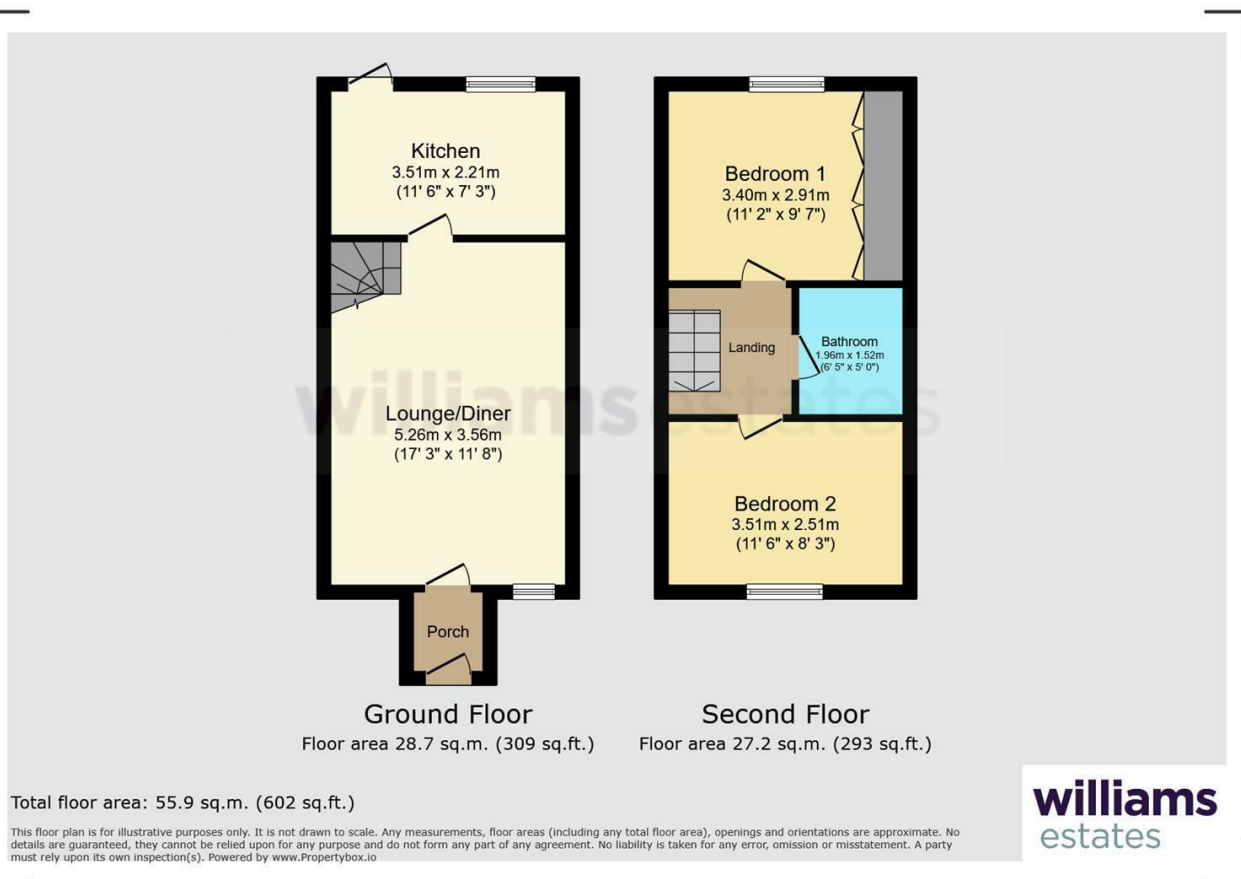 Kitchen
3.51m x 2.21m
(11' 6" x 7' 3")
Lounge/Diner
5.26m x 3.56m
(17' 3" x 11' 8")
Porch
Ground Floor
Floor area 28.7 sq.m. (309 sq.ft.)
Bedroom 1
3.40m x 2.91m
(11' 2" x 9' 7")
Landing
Bathroom
1.96m x 1.52m
(6' 5" x 5' 0")
Bedroom 2
3.51m x 2.51m
(11' 6" x 8' 3")
Second Floor
Floor area 27.2 sq.m. (293 sq.ft.)
williamsestates
Total floor area: 55.9 sq.m. (602 sq.ft.)
This floor plan is for illustrative purposes only. It is not drawn to scale. Any measurements, floor areas (including any total floor area), openings and orientations are approximate. No
details are guaranteed, they cannot be relied upon for any purpose and do not form any part of any agreement. No liability is taken for any error, omission or misstatement. A party
must rely upon its own inspection(s). Powered by www.Propertybox.io
williams
estates